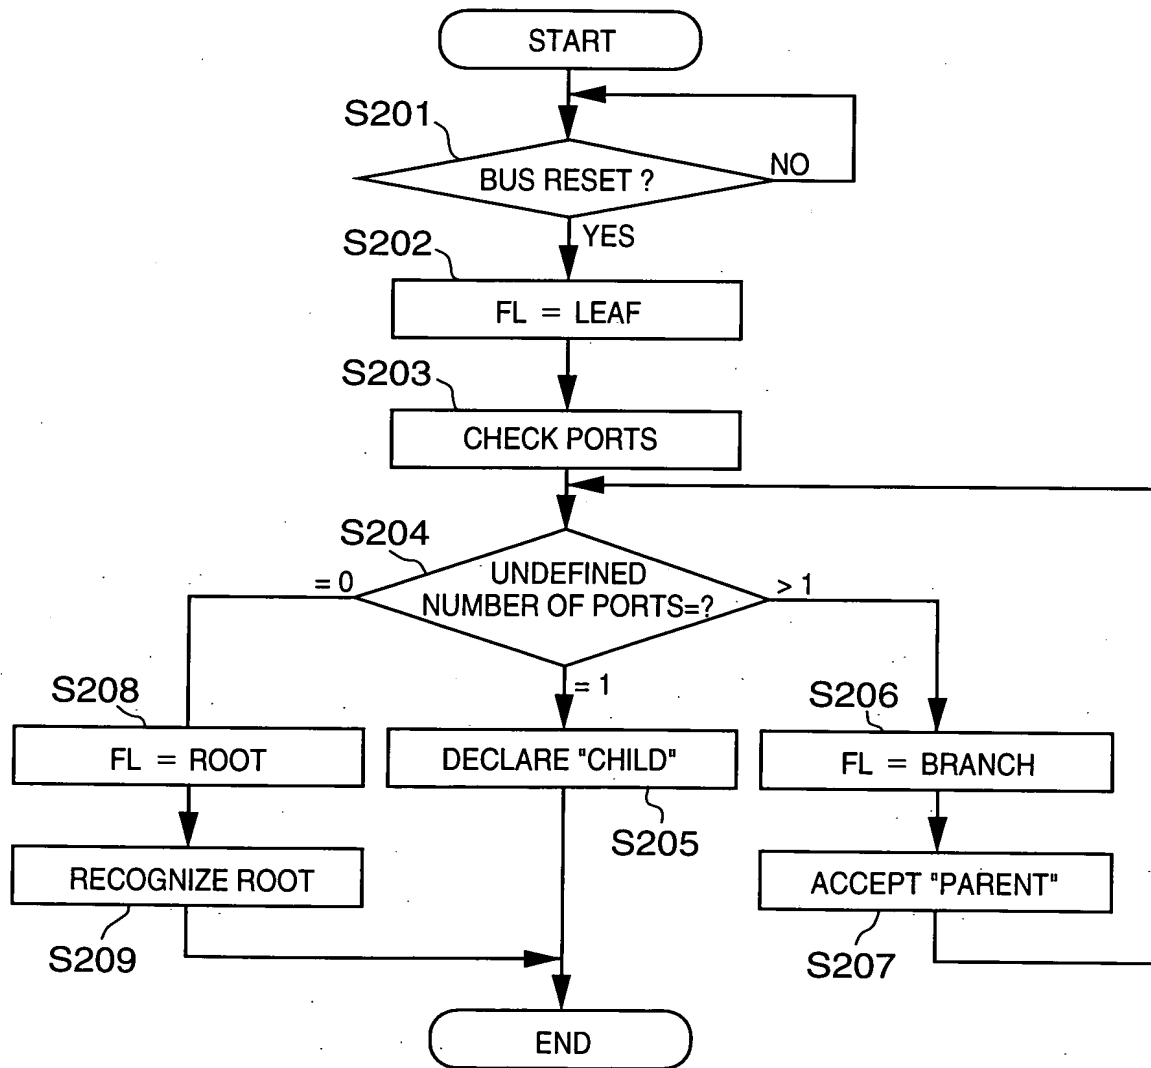 START
S201
BUS RESET ?
NO
YES
S202
FL = LEAF
S203
CHECK PORTS
S204
UNDEFINED
NUMBER OF PORTS=?
= 0
> 1
= 1
S208
FL = ROOT
DECLARE "CHILD"
S206
FL = BRANCH
S205
RECOGNIZE ROOT
S209
ACCEPT "PARENT"
S207
END